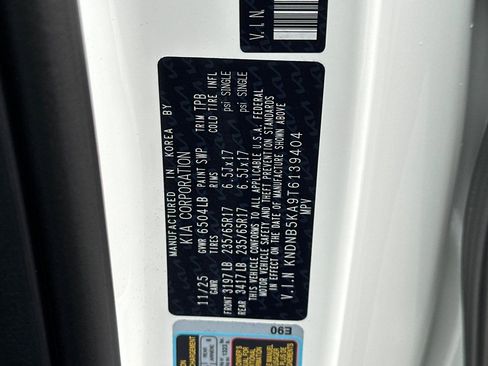 V.I.N
MANUFACTURED IN KOREA BY
KIA CORPORATION
11/25 GVWR 6504LB PAINT SWP TRIM TPB
GAWR TIRES RIMS COLD TIRE INFL
FRONT 3197LB 235/65R17 6.5Jx17 psi SINGLE
REAR 3417LB 235/65R17 6.5Jx17 psi SINGLE
THIS VEHICLE CONFORMS TO ALL APPLICABLE U.S.A. FEDERAL
MOTOR VEHICLE SAFETY AND THEFT PREVENTION STANDARDS
IN EFFECT ON THE DATE OF MANUFACTURE SHOWN ABOVE
V.I.N KNDNB5KA9T6139404
MPV
E90